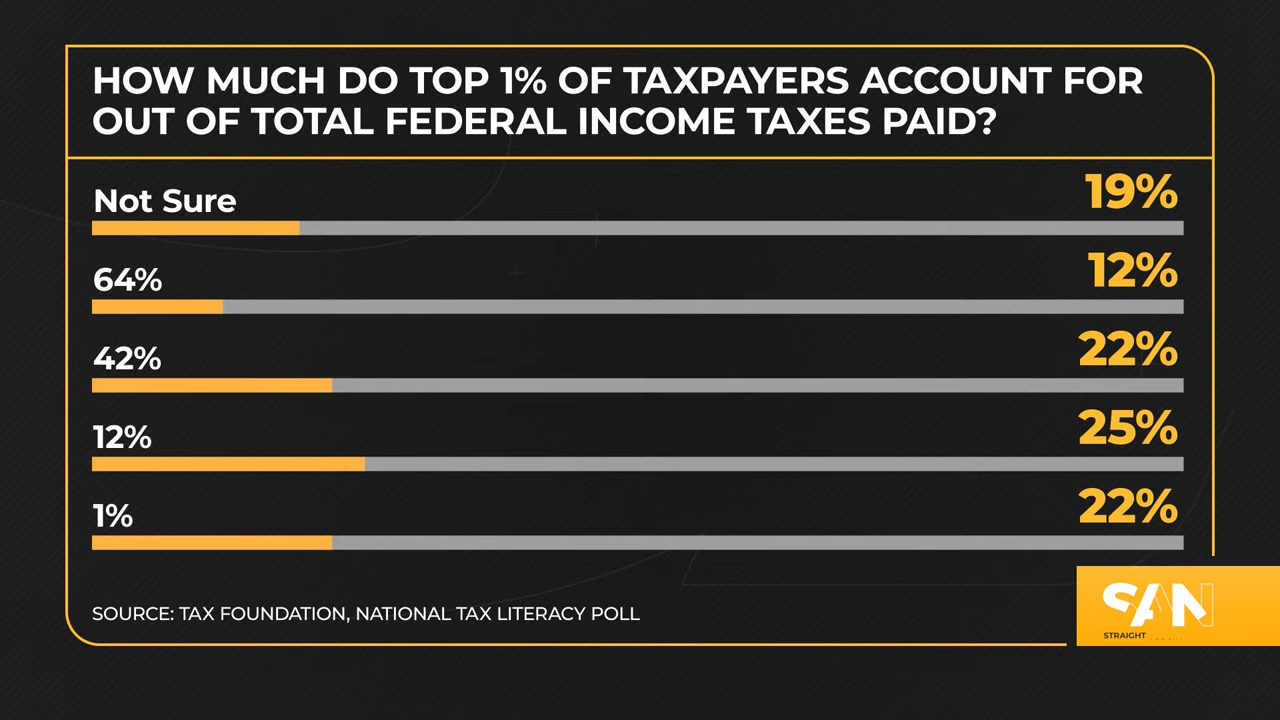 HOW MUCH DO TOP 1% OF TAXPAYERS ACCOUNT FOR
OUT OF TOTAL FEDERAL INCOME TAXES PAID?
Not Sure 19%
64% 12%
42% 22%
12% 25%
1% 22%
SOURCE: TAX FOUNDATION, NATIONAL TAX LITERACY POLL
SAN
STRAIGHT